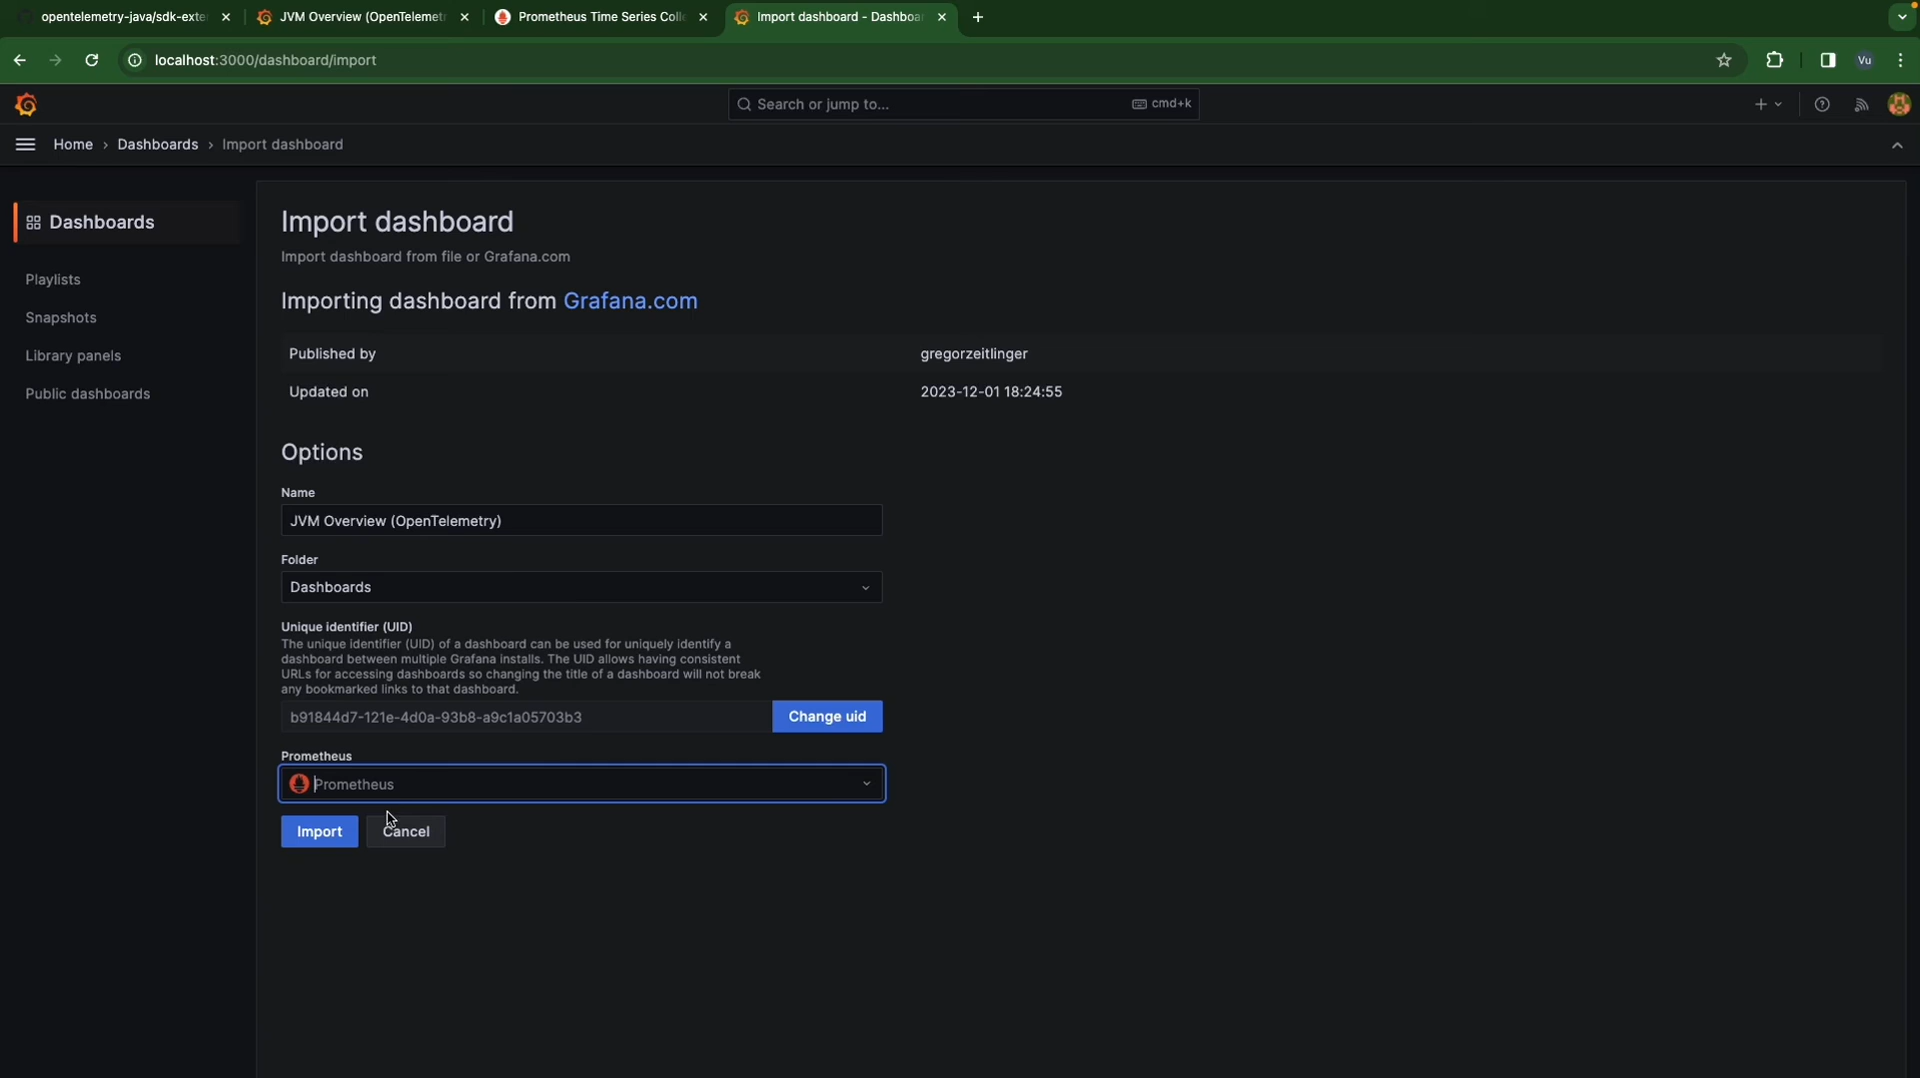 opentelemetry-java/sdk-exte
JVM Overview (OpenTelemetr
Prometheus Time Series Colle
Import dashboard - Dashboa
localhost:3000/dashboard/import
Vu
Search or jump to...
cmd+k
Home › Dashboards › Import dashboard
Dashboards
Playlists
Snapshots
Library panels
Public dashboards
Import dashboard
Import dashboard from file or Grafana.com
Importing dashboard from Grafana.com
Published by
gregorzeitlinger
Updated on
2023-12-01 18:24:55
Options
Name
JVM Overview (OpenTelemetry)
Folder
Dashboards
Unique identifier (UID)
The unique identifier (UID) of a dashboard can be used for uniquely identify a
dashboard between multiple Grafana installs. The UID allows having consistent
URLs for accessing dashboards so changing the title of a dashboard will not break
any bookmarked links to that dashboard.
b91844d7-121e-4d0a-93b8-a9c1a05703b3
Change uid
Prometheus
Prometheus
Import
Cancel